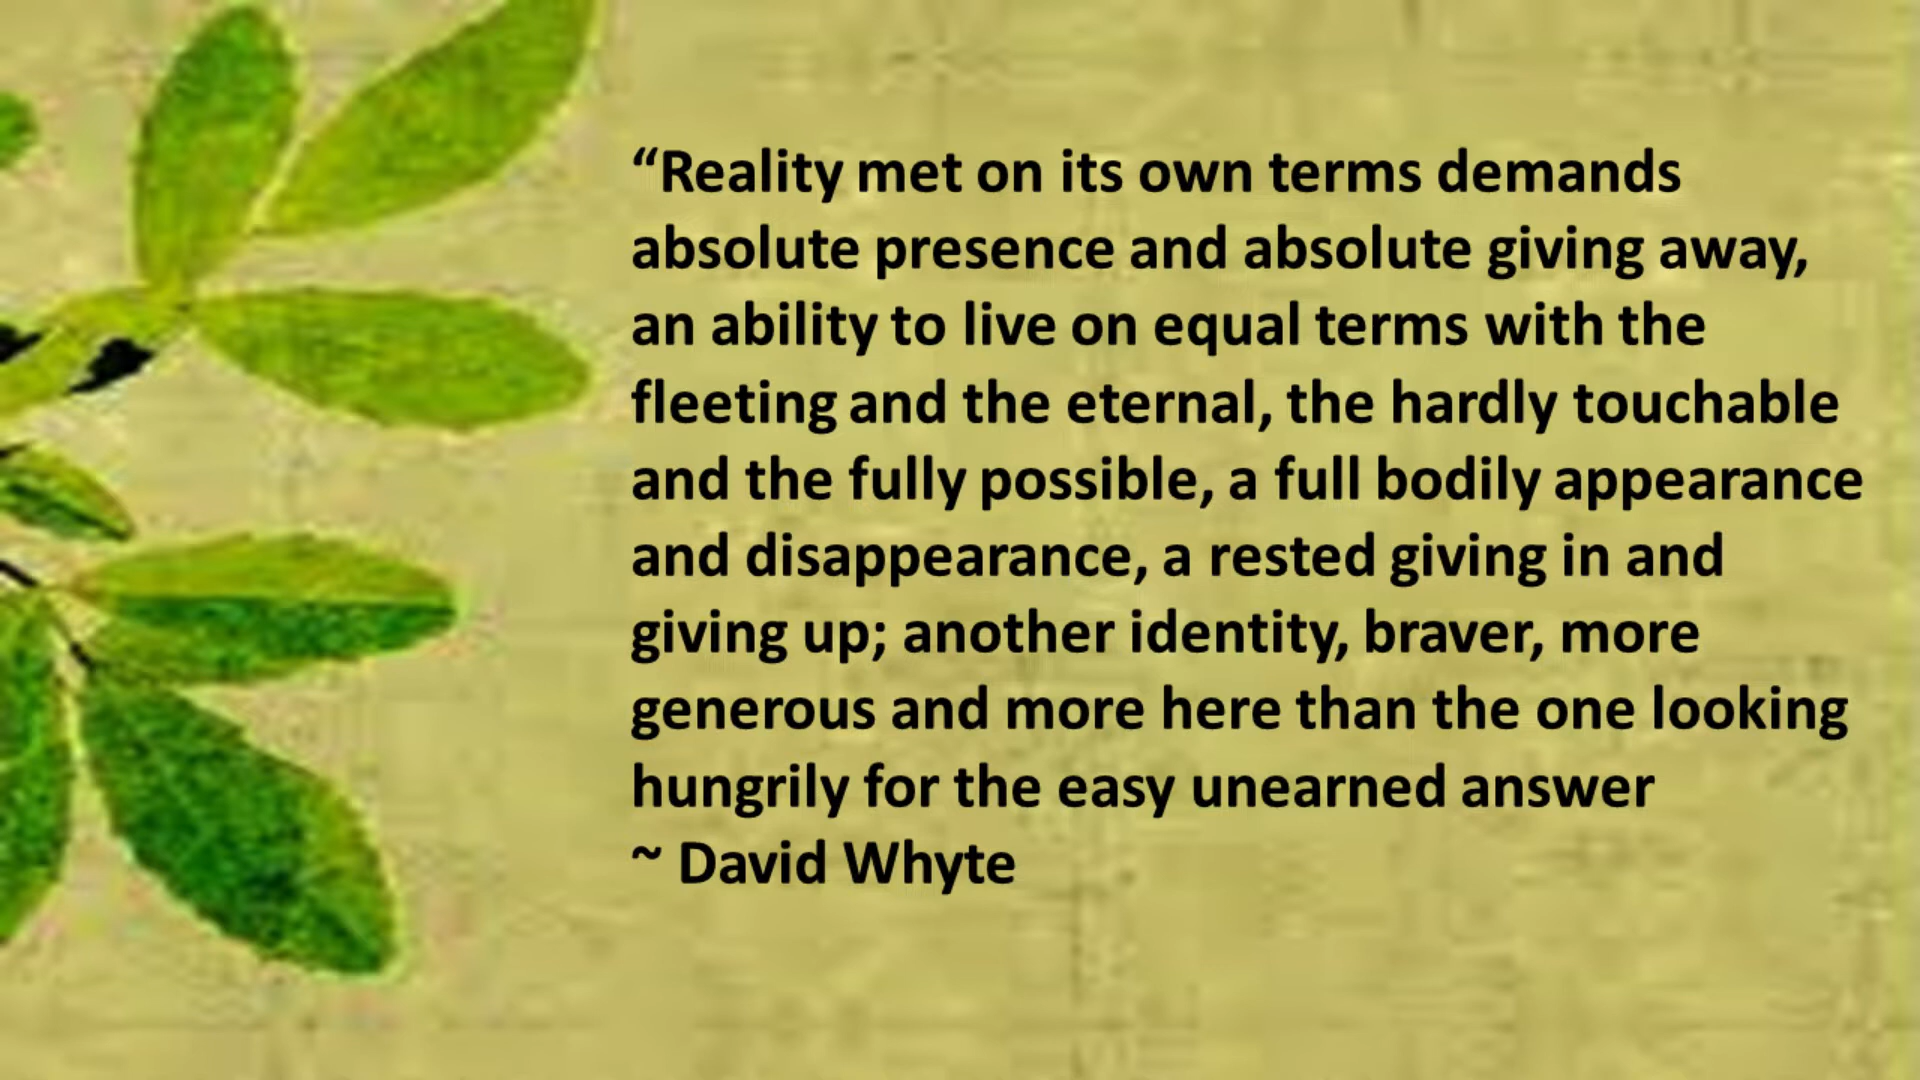 “Reality met on its own terms demands
absolute presence and absolute giving away,
an ability to live on equal terms with the
fleeting and the eternal, the hardly touchable
and the fully possible, a full bodily appearance
and disappearance, a rested giving in and
giving up; another identity, braver, more
generous and more here than the one looking
hungrily for the easy unearned answer
~ David Whyte